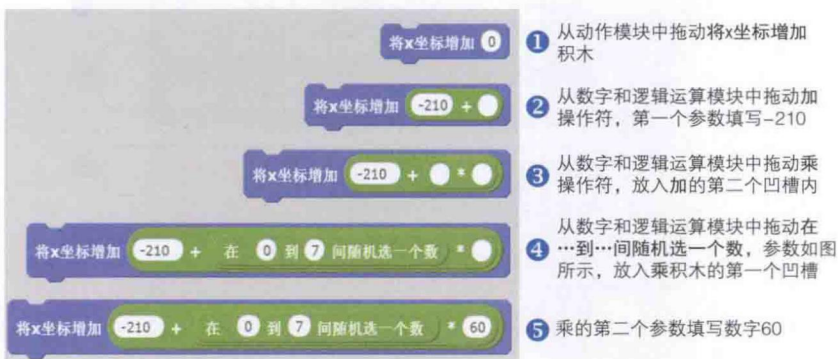 将x坐标增加 0
❶ 从动作模块中拖动将x坐标增加
积木
将x坐标增加 -210 +
❷ 从数字和逻辑运算模块中拖动加
操作符，第一个参数填写-210
将x坐标增加 -210 + *
❸ 从数字和逻辑运算模块中拖动乘
操作符，放入加的第二个凹槽内
将x坐标增加 -210 + 在 0 到 7 间随机选一个数 *
❹ 从数字和逻辑运算模块中拖动在
…到…间随机选一个数，参数如图
所示，放入乘积木的第一个凹槽
将x坐标增加 -210 + 在 0 到 7 间随机选一个数 * 60
❺ 乘的第二个参数填写数字60